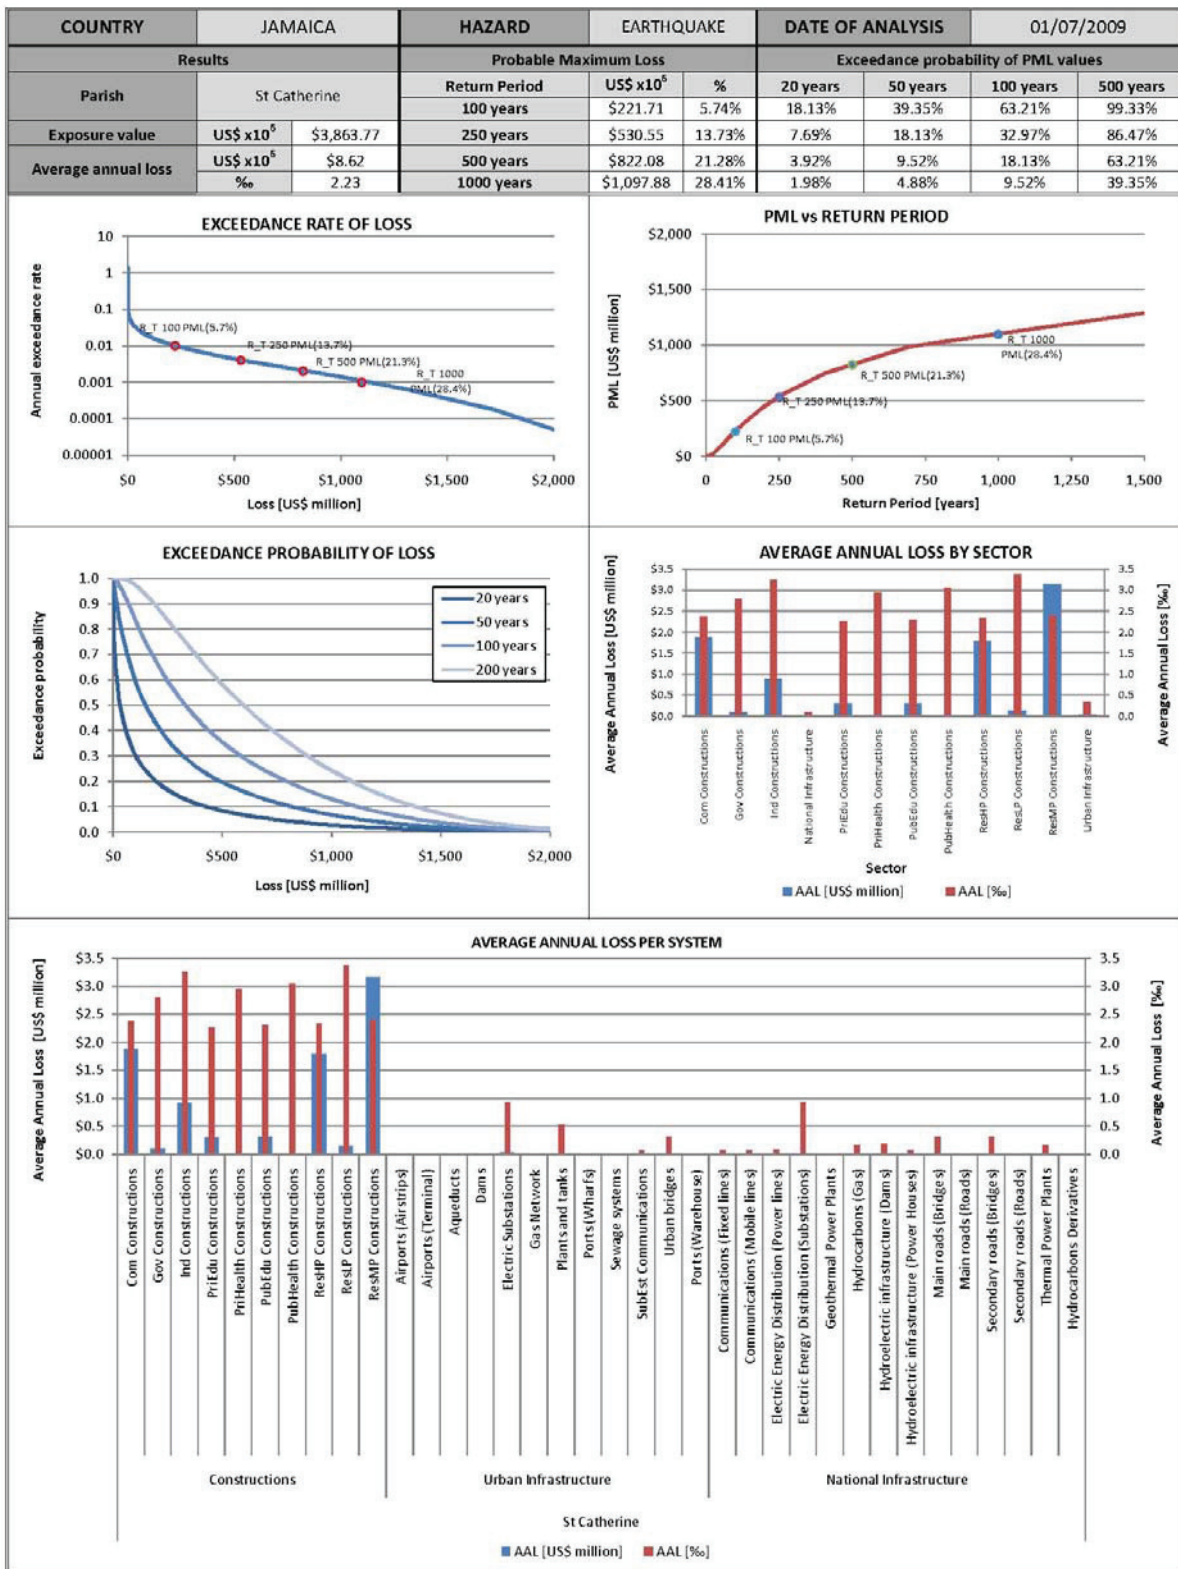 COUNTRY JAMAICA HAZARD EARTHQUAKE DATE OF ANALYSIS 01/07/2009
Results Probable Maximum Loss Exceedance probability of PML values
Parish St Catherine Return Period US$ x10⁶ % 20 years 50 years 100 years 500 years
100 years $221.71 5.74% 18.13% 39.35% 63.21% 99.33%
Exposure value US$ x10⁶ $3,863.77 250 years $530.55 13.73% 7.69% 18.13% 32.97% 86.47%
Average annual loss US$ x10⁶ $8.62 500 years $822.08 21.28% 3.92% 9.52% 18.13% 63.21%
‰ 2.23 1000 years $1,097.88 28.41% 1.98% 4.88% 9.52% 39.35%
EXCEEDANCE RATE OF LOSS
Annual exceedance rate
10
1
0.1
0.01
0.001
0.0001
0.00001
R_T 100 PML(5.7%)
R_T 250 PML(13.7%)
R_T 500 PML(21.3%)
R_T 1000
PML(28.4%)
$0 $500 $1,000 $1,500 $2,000
Loss [US$ million]
PML vs RETURN PERIOD
PML [US$ million]
$2,000
$1,500
$1,000
$500
$0
R_T 1000
PML(28.4%)
R_T 500 PML(21.3%)
R_T 250 PML(13.7%)
R_T 100 PML(5.7%)
0 250 500 750 1,000 1,250 1,500
Return Period [years]
EXCEEDANCE PROBABILITY OF LOSS
Exceedance probability
1.0
0.9
0.8
0.7
0.6
0.5
0.4
0.3
0.2
0.1
0.0
20 years
50 years
100 years
200 years
$0 $500 $1,000 $1,500 $2,000
Loss [US$ million]
AVERAGE ANNUAL LOSS BY SECTOR
Average Annual Loss [US$ million]
$3.5 3.5
$3.0 3.0
$2.5 2.5
$2.0 2.0
$1.5 1.5
$1.0 1.0
$0.5 0.5
$0.0 0.0
Average Annual Loss [‰]
Com Constructions
Gov Constructions
Ind Constructions
National Infrastructure
PriEdu Constructions
PriHealth Constructions
PubEdu Constructions
PubHealth Constructions
ResHP Constructions
ResLP Constructions
ResMP Constructions
Urban Infrastructure
Sector
AAL [US$ million] AAL [‰]
AVERAGE ANNUAL LOSS PER SYSTEM
Average Annual Loss [US$ million]
$3.5 3.5
$3.0 3.0
$2.5 2.5
$2.0 2.0
$1.5 1.5
$1.0 1.0
$0.5 0.5
$0.0 0.0
Average Annual Loss [‰]
Com Constructions
Gov Constructions
Ind Constructions
PriEdu Constructions
PriHealth Constructions
PubEdu Constructions
PubHealth Constructions
ResHP Constructions
ResLP Constructions
ResMP Constructions
Airports (Airstrips)
Airports (Terminal)
Aqueducts
Dams
Electric Substations
Gas Network
Plants and tanks
Ports (Wharfs)
Sewage systems
SubEst Communications
Urban bridges
Ports (Warehouse)
Communications (Fixed lines)
Communications (Mobile lines)
Electric Energy Distribution (Power lines)
Electric Energy Distribution (Substations)
Geothermal Power Plants
Hydrocarbons (Gas)
Hydroelectric infrastructure (Dams)
Hydroelectric infrastructure (Power Houses)
Main roads (Bridges)
Main roads (Roads)
Secondary roads (Bridges)
Secondary roads (Roads)
Thermal Power Plants
Hydrocarbons Derivatives
Constructions Urban Infrastructure National Infrastructure
St Catherine
AAL [US$ million] AAL [‰]